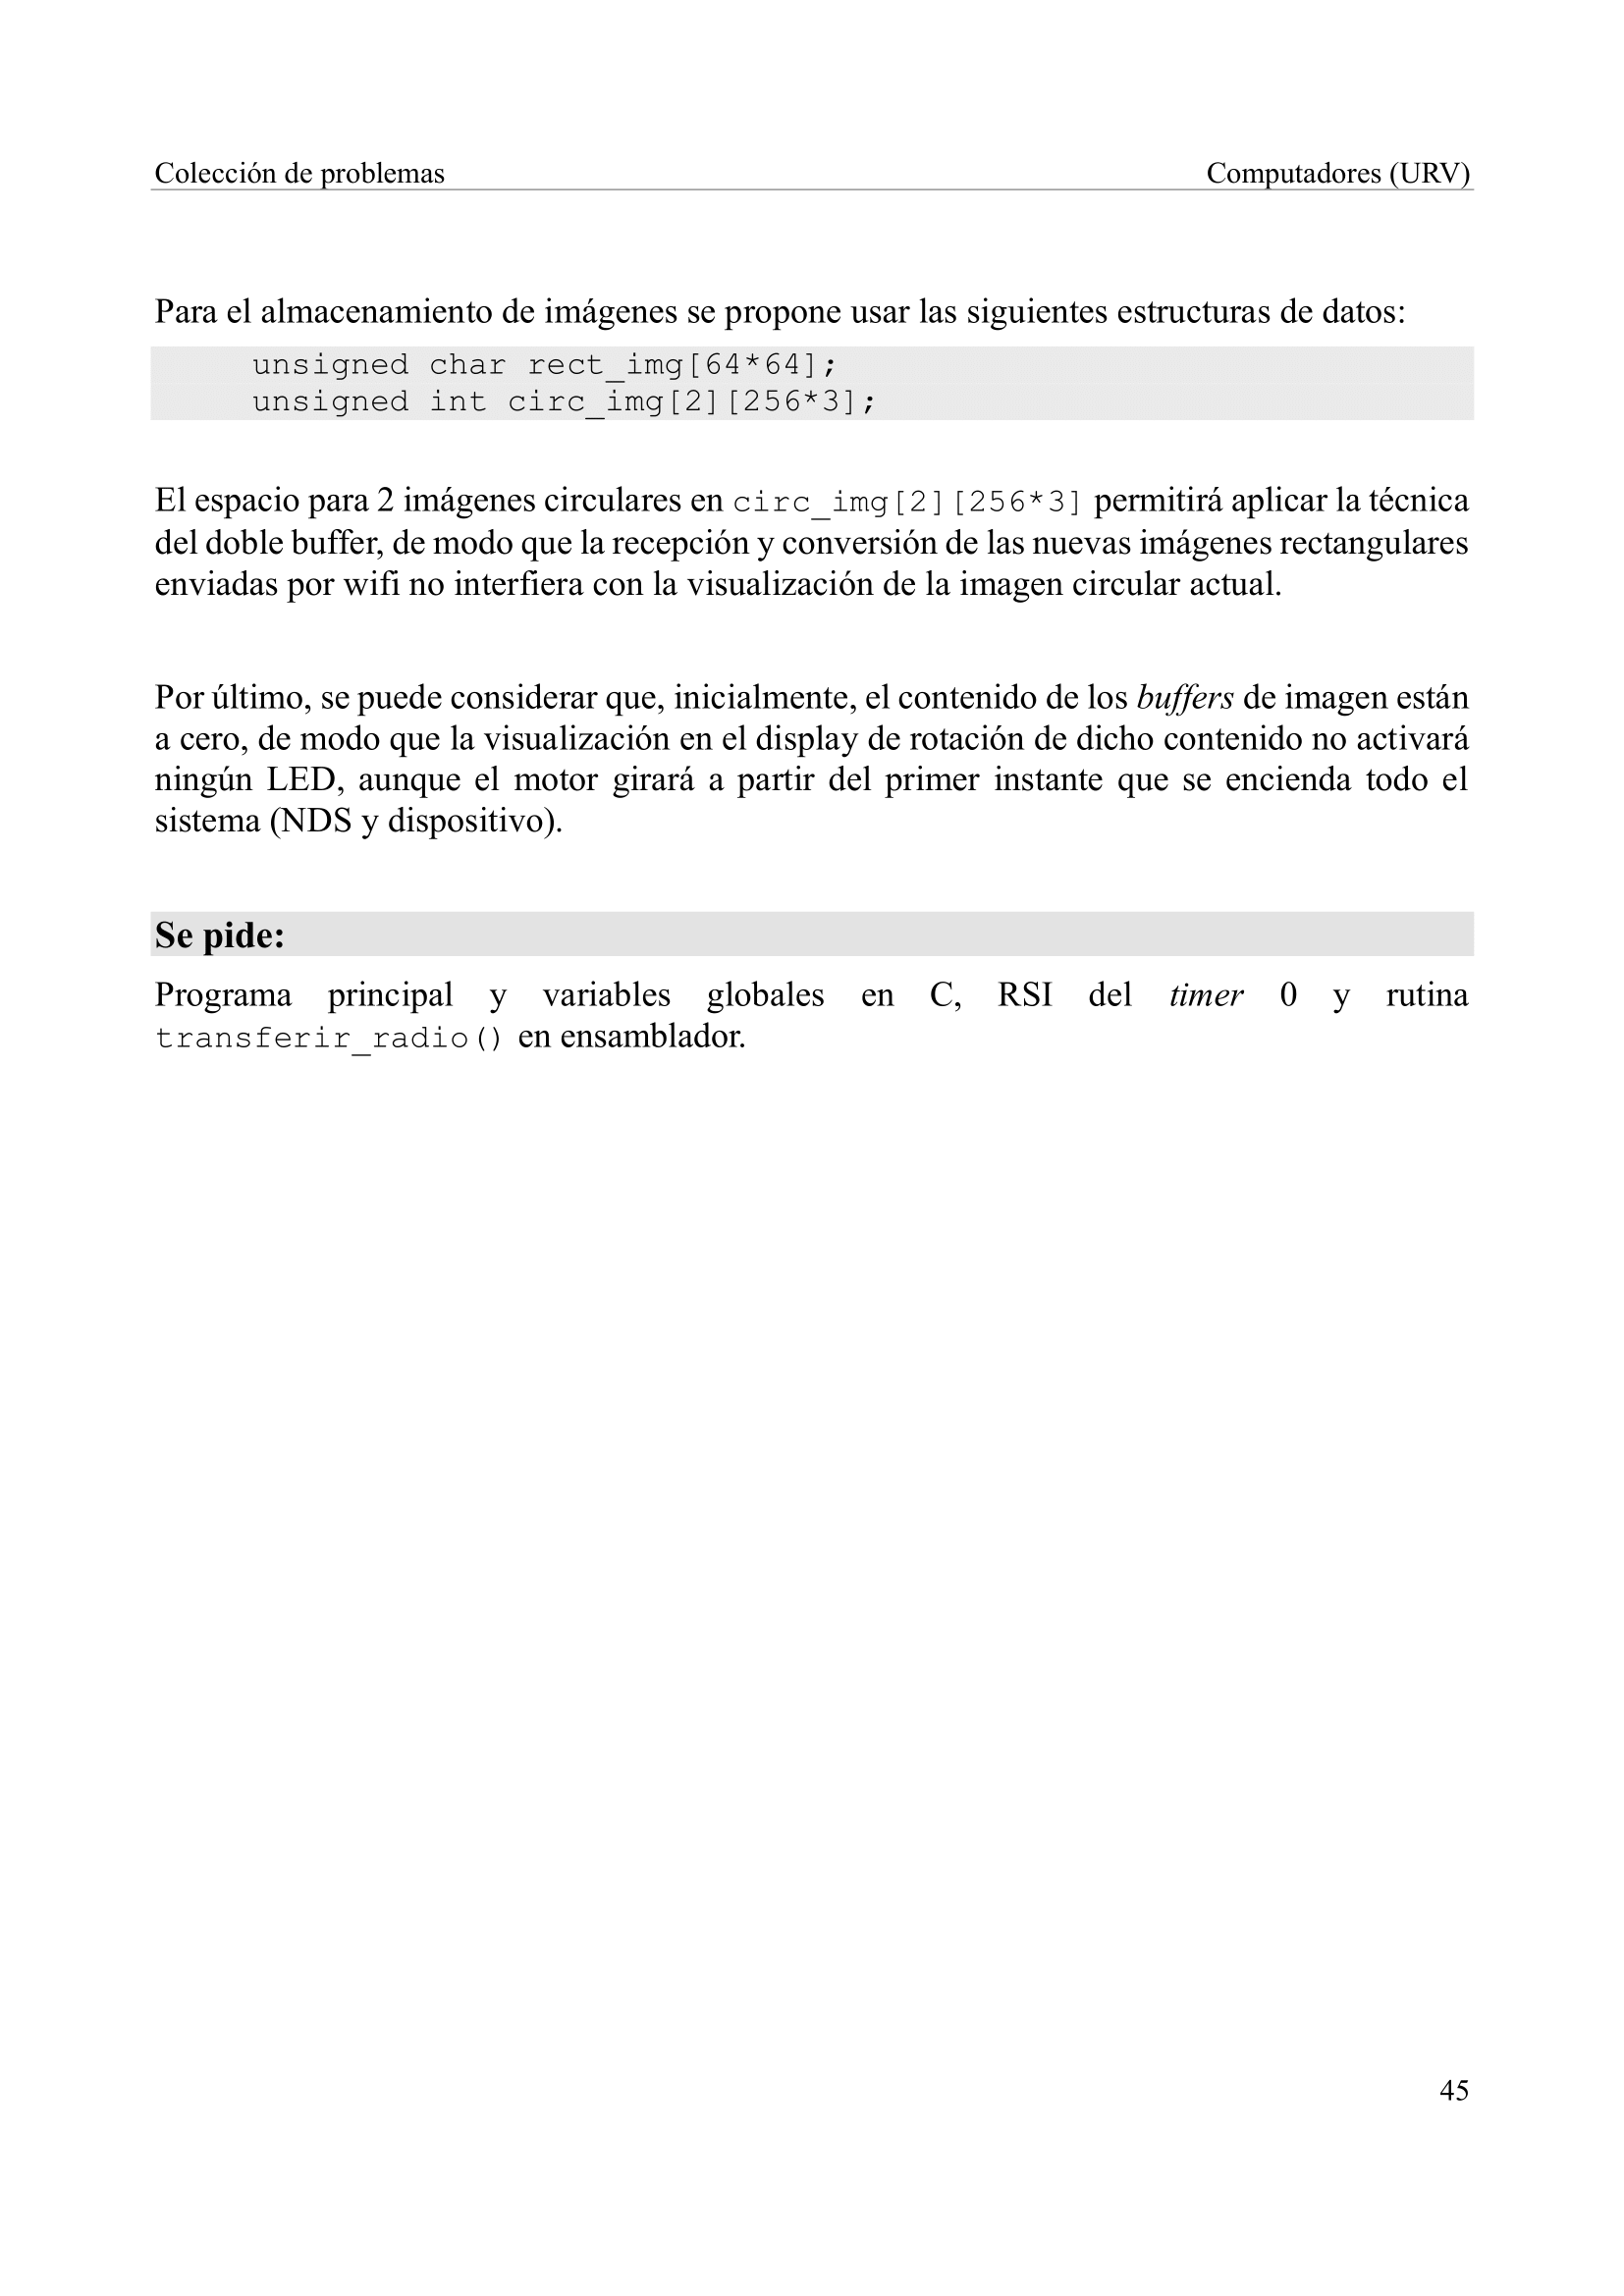 Colección de problemas
Computadores (URV)
Para el almacenamiento de imágenes se propone usar las siguientes estructuras de datos:
unsigned char rect_img[64*64];
unsigned int circ_img[2][256*3];
El espacio para 2 imágenes circulares en circ_img[2][256*3] permitirá aplicar la técnica
del doble buffer, de modo que la recepción y conversión de las nuevas imágenes rectangulares
enviadas por wifi no interfiera con la visualización de la imagen circular actual.
Por último, se puede considerar que, inicialmente, el contenido de los buffers de imagen están
a cero, de modo que la visualización en el display de rotación de dicho contenido no activará
ningún LED, aunque el motor girará a partir del primer instante que se encienda todo el
sistema (NDS y dispositivo).
Se pide:
Programa principal y variables globales en C, RSI del timer 0 y rutina
transferir_radio() en ensamblador.
45